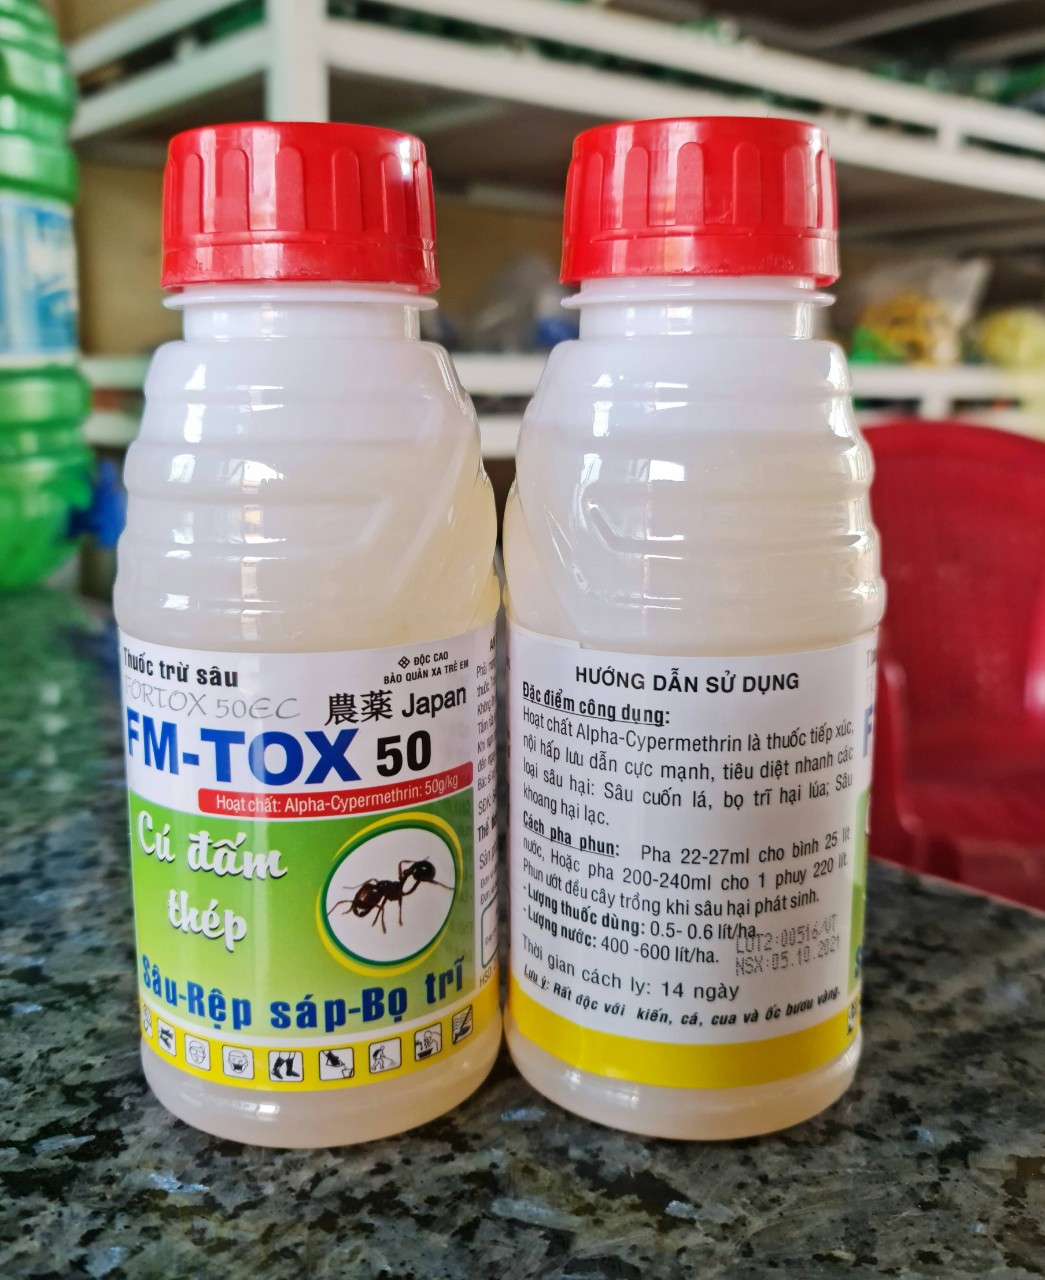 Thuốc trừ sâu
ĐỘC CAO
BẢO QUẢN XA TRẺ EM
FORTOX 50EC
農薬 Japan
FM-TOX 50
Hoạt chất: Alpha-Cypermethrin: 50g/kg
Cú đấm
thép
Sâu-Rệp sáp-Bọ trĩ
HƯỚNG DẪN SỬ DỤNG
Đặc điểm công dụng:
Hoạt chất Alpha-Cypermethrin là thuốc tiếp xúc,
nội hấp lưu dẫn cực mạnh, tiêu diệt nhanh các
loại sâu hại: Sâu cuốn lá, bọ trĩ hại lúa; Sâu
khoang hại lạc.
Cách pha phun: Pha 22-27ml cho bình 25 lít
nước, Hoặc pha 200-240ml cho 1 phuy 220 lít.
Phun ướt đều cây trồng khi sâu hại phát sinh.
-Lượng thuốc dùng: 0.5- 0.6 lít/ha
-Lượng nước: 400 -600 lít/ha.
LOT2:00516/VT
NSX:05.10.2021
Thời gian cách ly: 14 ngày
Lưu ý: Rất độc với kiến, cá, cua và ốc bươu vàng.